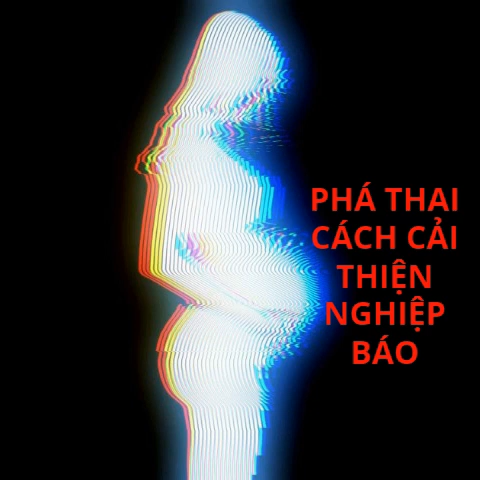 PHÁ THAI
CÁCH CẢI
THIỆN
NGHIỆP
BÁO